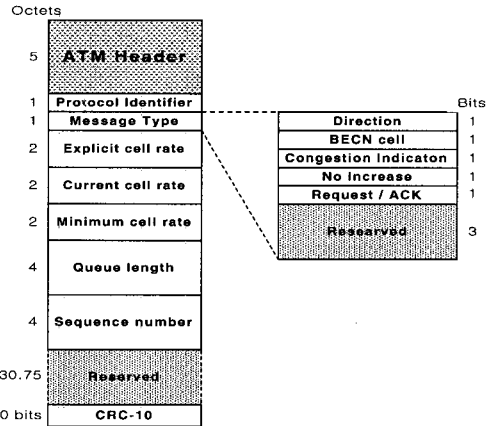 Octets
5 ATM Header
1 Protocol Identifier
1 Message Type
2 Explicit cell rate
2 Current cell rate
2 Minimum cell rate
4 Queue length
4 Sequence number
30.75 Reserved
0 bits CRC-10
Bits
Direction 1
BECN cell 1
Congestion Indicaton 1
No Increase 1
Request / ACK 1
Researved 3